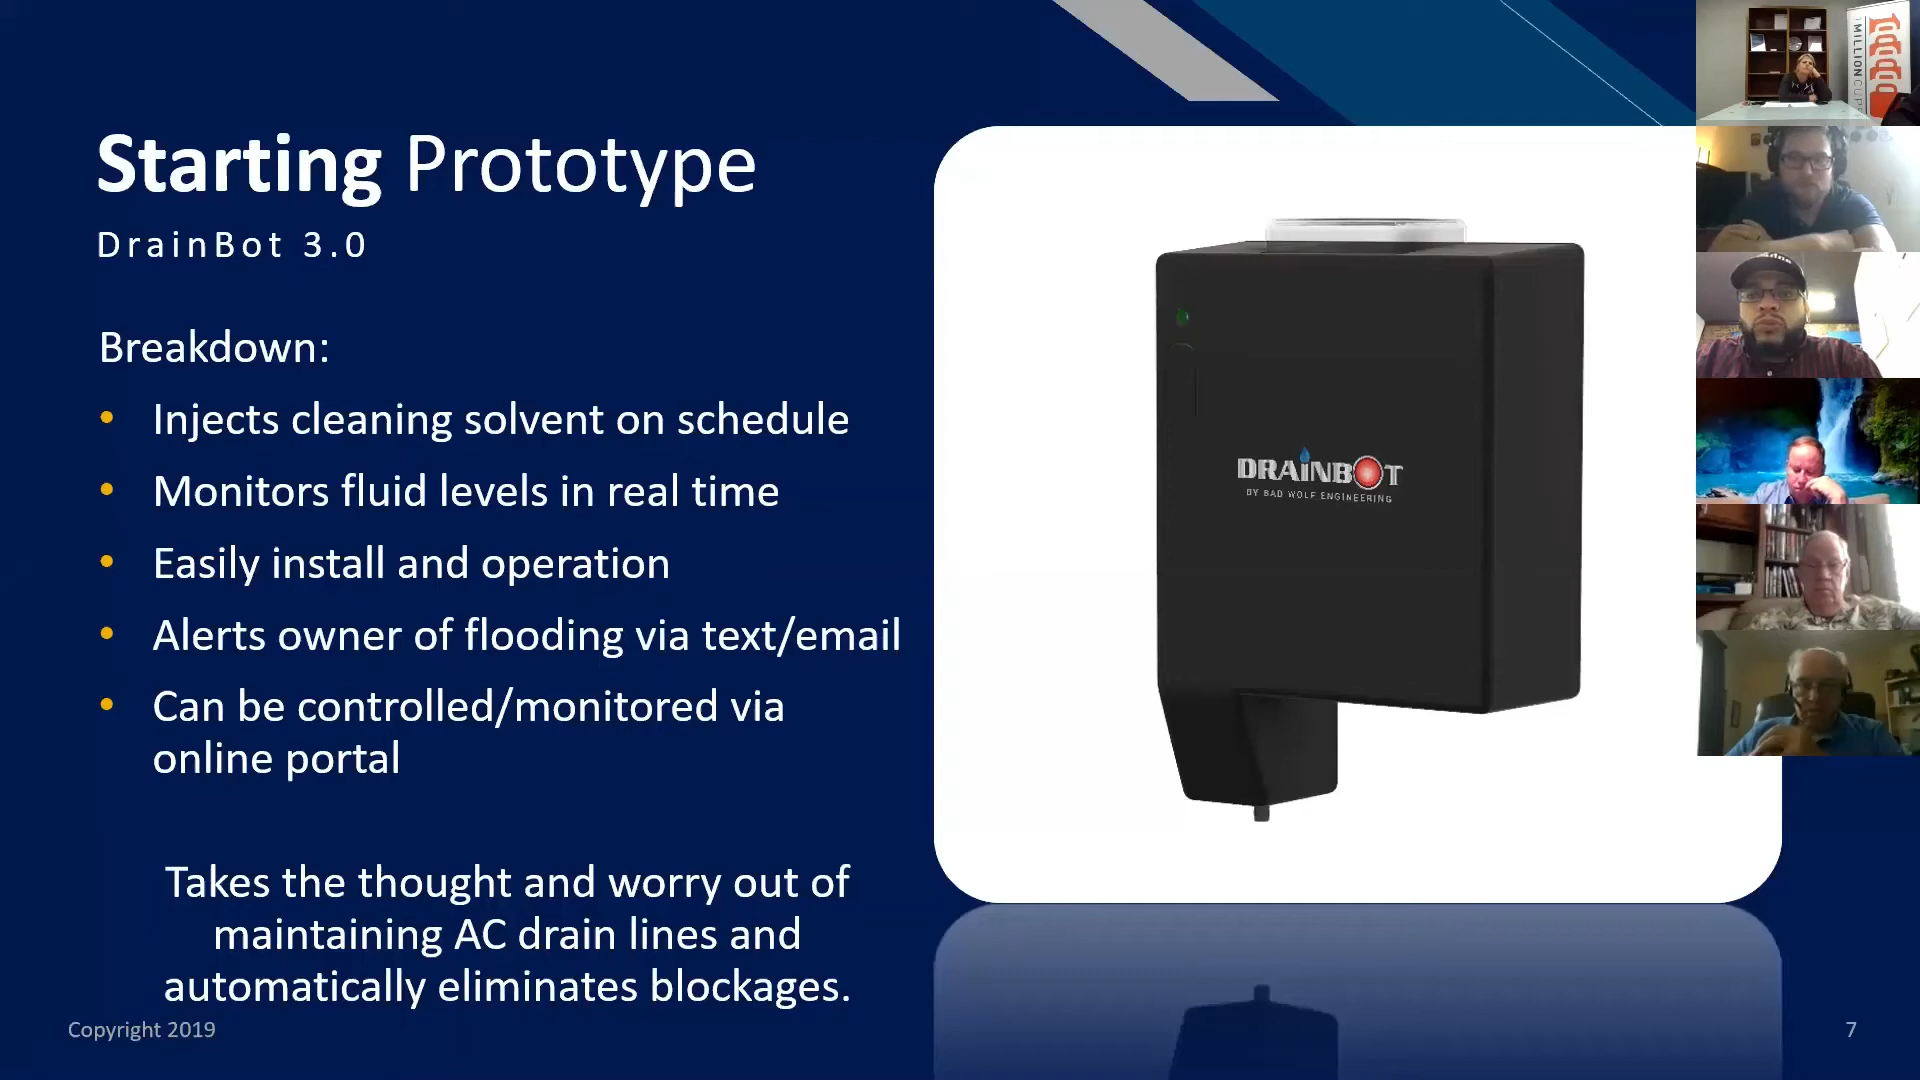 Starting Prototype
DrainBot 3.0
Breakdown:
• Injects cleaning solvent on schedule
• Monitors fluid levels in real time
• Easily install and operation
• Alerts owner of flooding via text/email
• Can be controlled/monitored via
online portal
Takes the thought and worry out of
maintaining AC drain lines and
automatically eliminates blockages.
Copyright 2019
DRAiNBOT
BY BAD WOLF ENGINEERING
1 MILLION CUPS
7